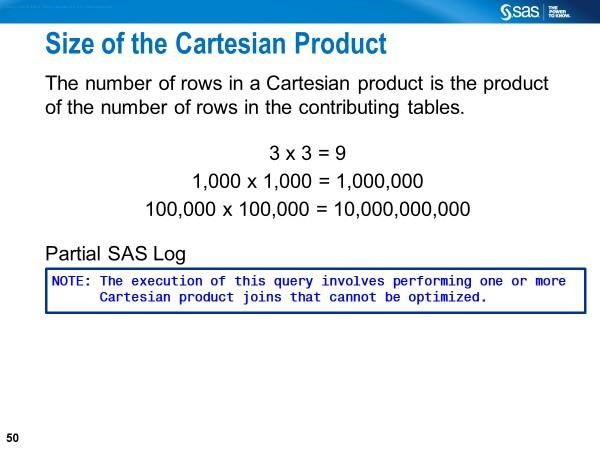 sas THE
POWER
TO KNOW.
Size of the Cartesian Product
The number of rows in a Cartesian product is the product
of the number of rows in the contributing tables.
3 x 3 = 9
1,000 x 1,000 = 1,000,000
100,000 x 100,000 = 10,000,000,000
Partial SAS Log
NOTE: The execution of this query involves performing one or more
Cartesian product joins that cannot be optimized.
50